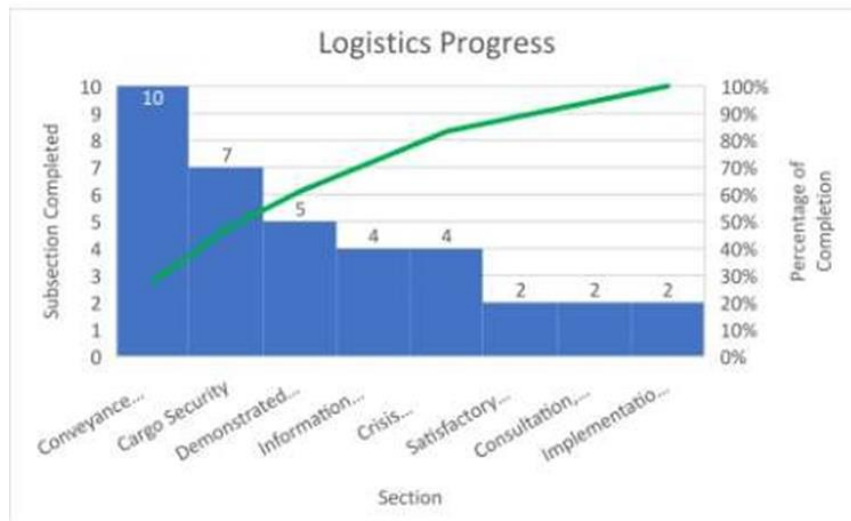 Logistics Progress
Subsection Completed
10
9
8
7
6
5
4
3
2
1
0
10
7
5
4
4
2
2
2
100%
90%
80%
70%
60%
50%
40%
30%
20%
10%
0%
Percentage of
Completion
Conveyance...
Cargo Security
Demonstrated...
Information...
Crisis...
Satisfactory...
Consultation,...
Implementatio...
Section